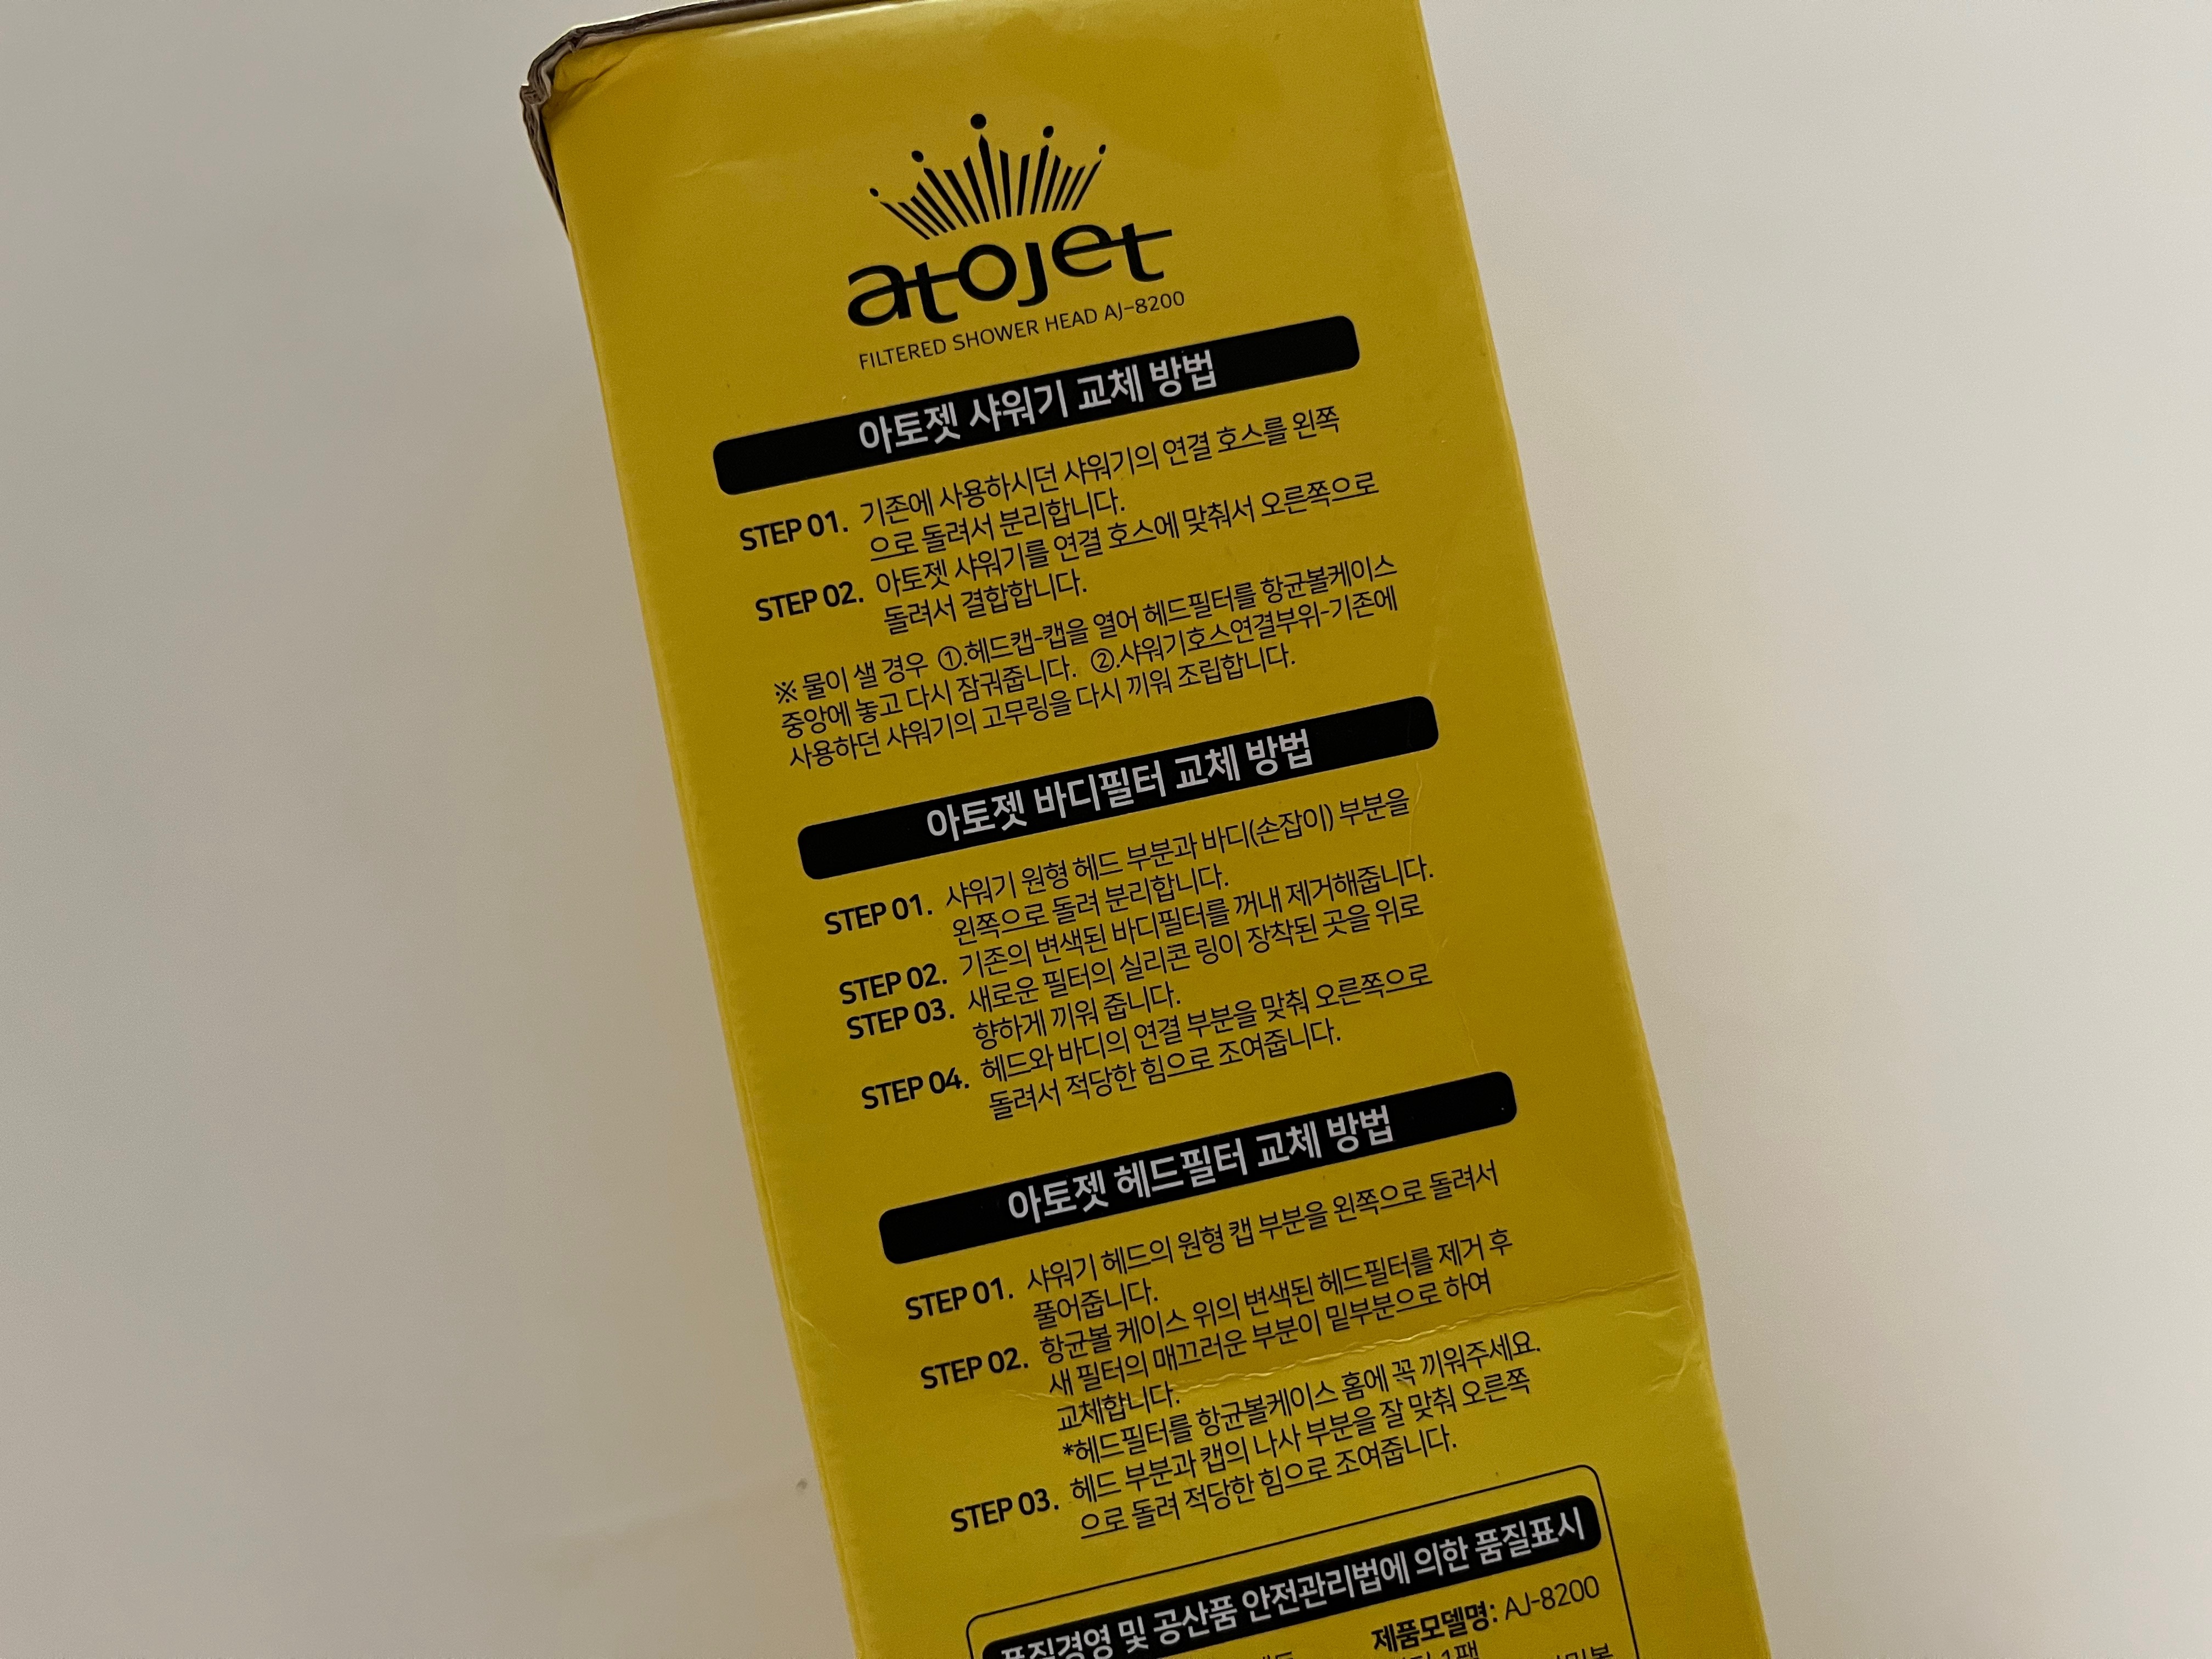 atojet
FILTERED SHOWER HEAD AJ-8200
아토젯 샤워기 교체 방법
STEP 01. 기존에 사용하시던 샤워기의 연결 호스를 왼쪽
으로 돌려서 분리합니다.
STEP 02. 아토젯 샤워기를 연결 호스에 맞춰서 오른쪽으로
돌려서 결합합니다.
※ 물이 샐 경우 ①.헤드캡-캡을 열어 헤드필터를 항균볼케이스
중앙에 놓고 다시 잠궈줍니다. ②.샤워기호스연결부위-기존에
사용하던 샤워기의 고무링을 다시 끼워 조립합니다.
아토젯 바디필터 교체 방법
STEP 01. 샤워기 원형 헤드 부분과 바디(손잡이) 부분을
왼쪽으로 돌려 분리합니다.
STEP 02. 기존의 변색된 바디필터를 꺼내 제거해줍니다.
STEP 03. 새로운 필터의 실리콘 링이 장착된 곳을 위로
향하게 끼워 줍니다.
STEP 04. 헤드와 바디의 연결 부분을 맞춰 오른쪽으로
돌려서 적당한 힘으로 조여줍니다.
아토젯 헤드필터 교체 방법
STEP 01. 샤워기 헤드의 원형 캡 부분을 왼쪽으로 돌려서
풀어줍니다.
STEP 02. 항균볼 케이스 위의 변색된 헤드필터를 제거 후
새 필터의 매끄러운 부분이 밑부분으로 하여
교체합니다.
*헤드필터를 항균볼케이스 홈에 꼭 끼워주세요.
STEP 03. 헤드 부분과 캡의 나사 부분을 잘 맞춰 오른쪽
으로 돌려 적당한 힘으로 조여줍니다.
품질경영 및 공산품 안전관리법에 의한 품질표시
제품모델명: AJ-8200
1팩